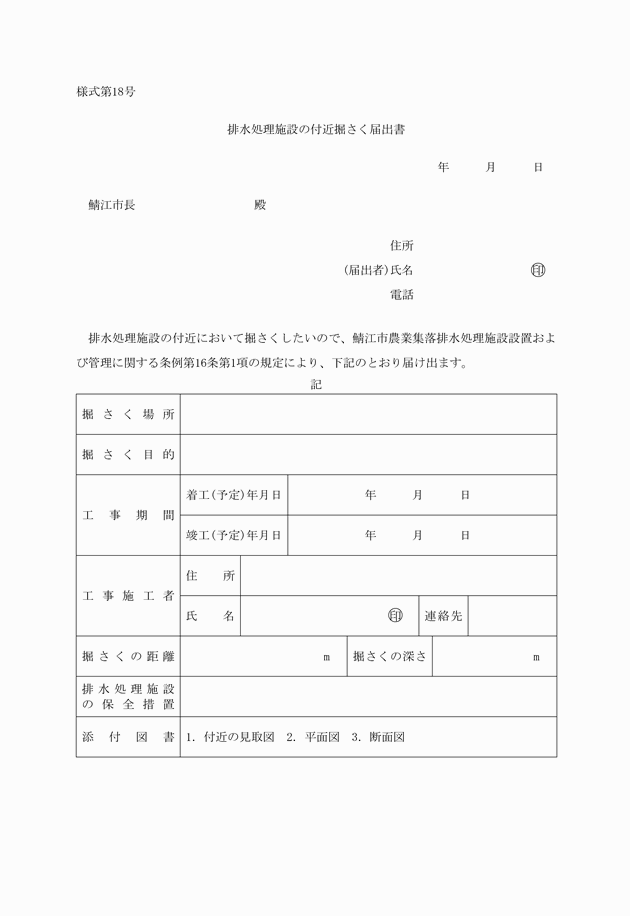 様式第18号
排水処理施設の付近掘さく届出書
年　　　月　　　日
鯖江市長　　　　　　　　　　殿
住所
(届出者)氏名　　　　　　　　　　㊞
電話
排水処理施設の付近において掘さくしたいので、鯖江市農業集落排水処理施設設置およ
び管理に関する条例第16条第1項の規定により、下記のとおり届け出ます。
記
掘さく場所
掘さく目的
工事期間
着工(予定)年月日　　　年　　　月　　　日
竣工(予定)年月日　　　年　　　月　　　日
工事施工者
住　　所
氏　　名　　　　　　　㊞　連絡先
掘さくの距離　　　　　　m　掘さくの深さ　　　　　　m
排水処理施設
の保全措置
添付図書　1. 付近の見取図　2. 平面図　3. 断面図